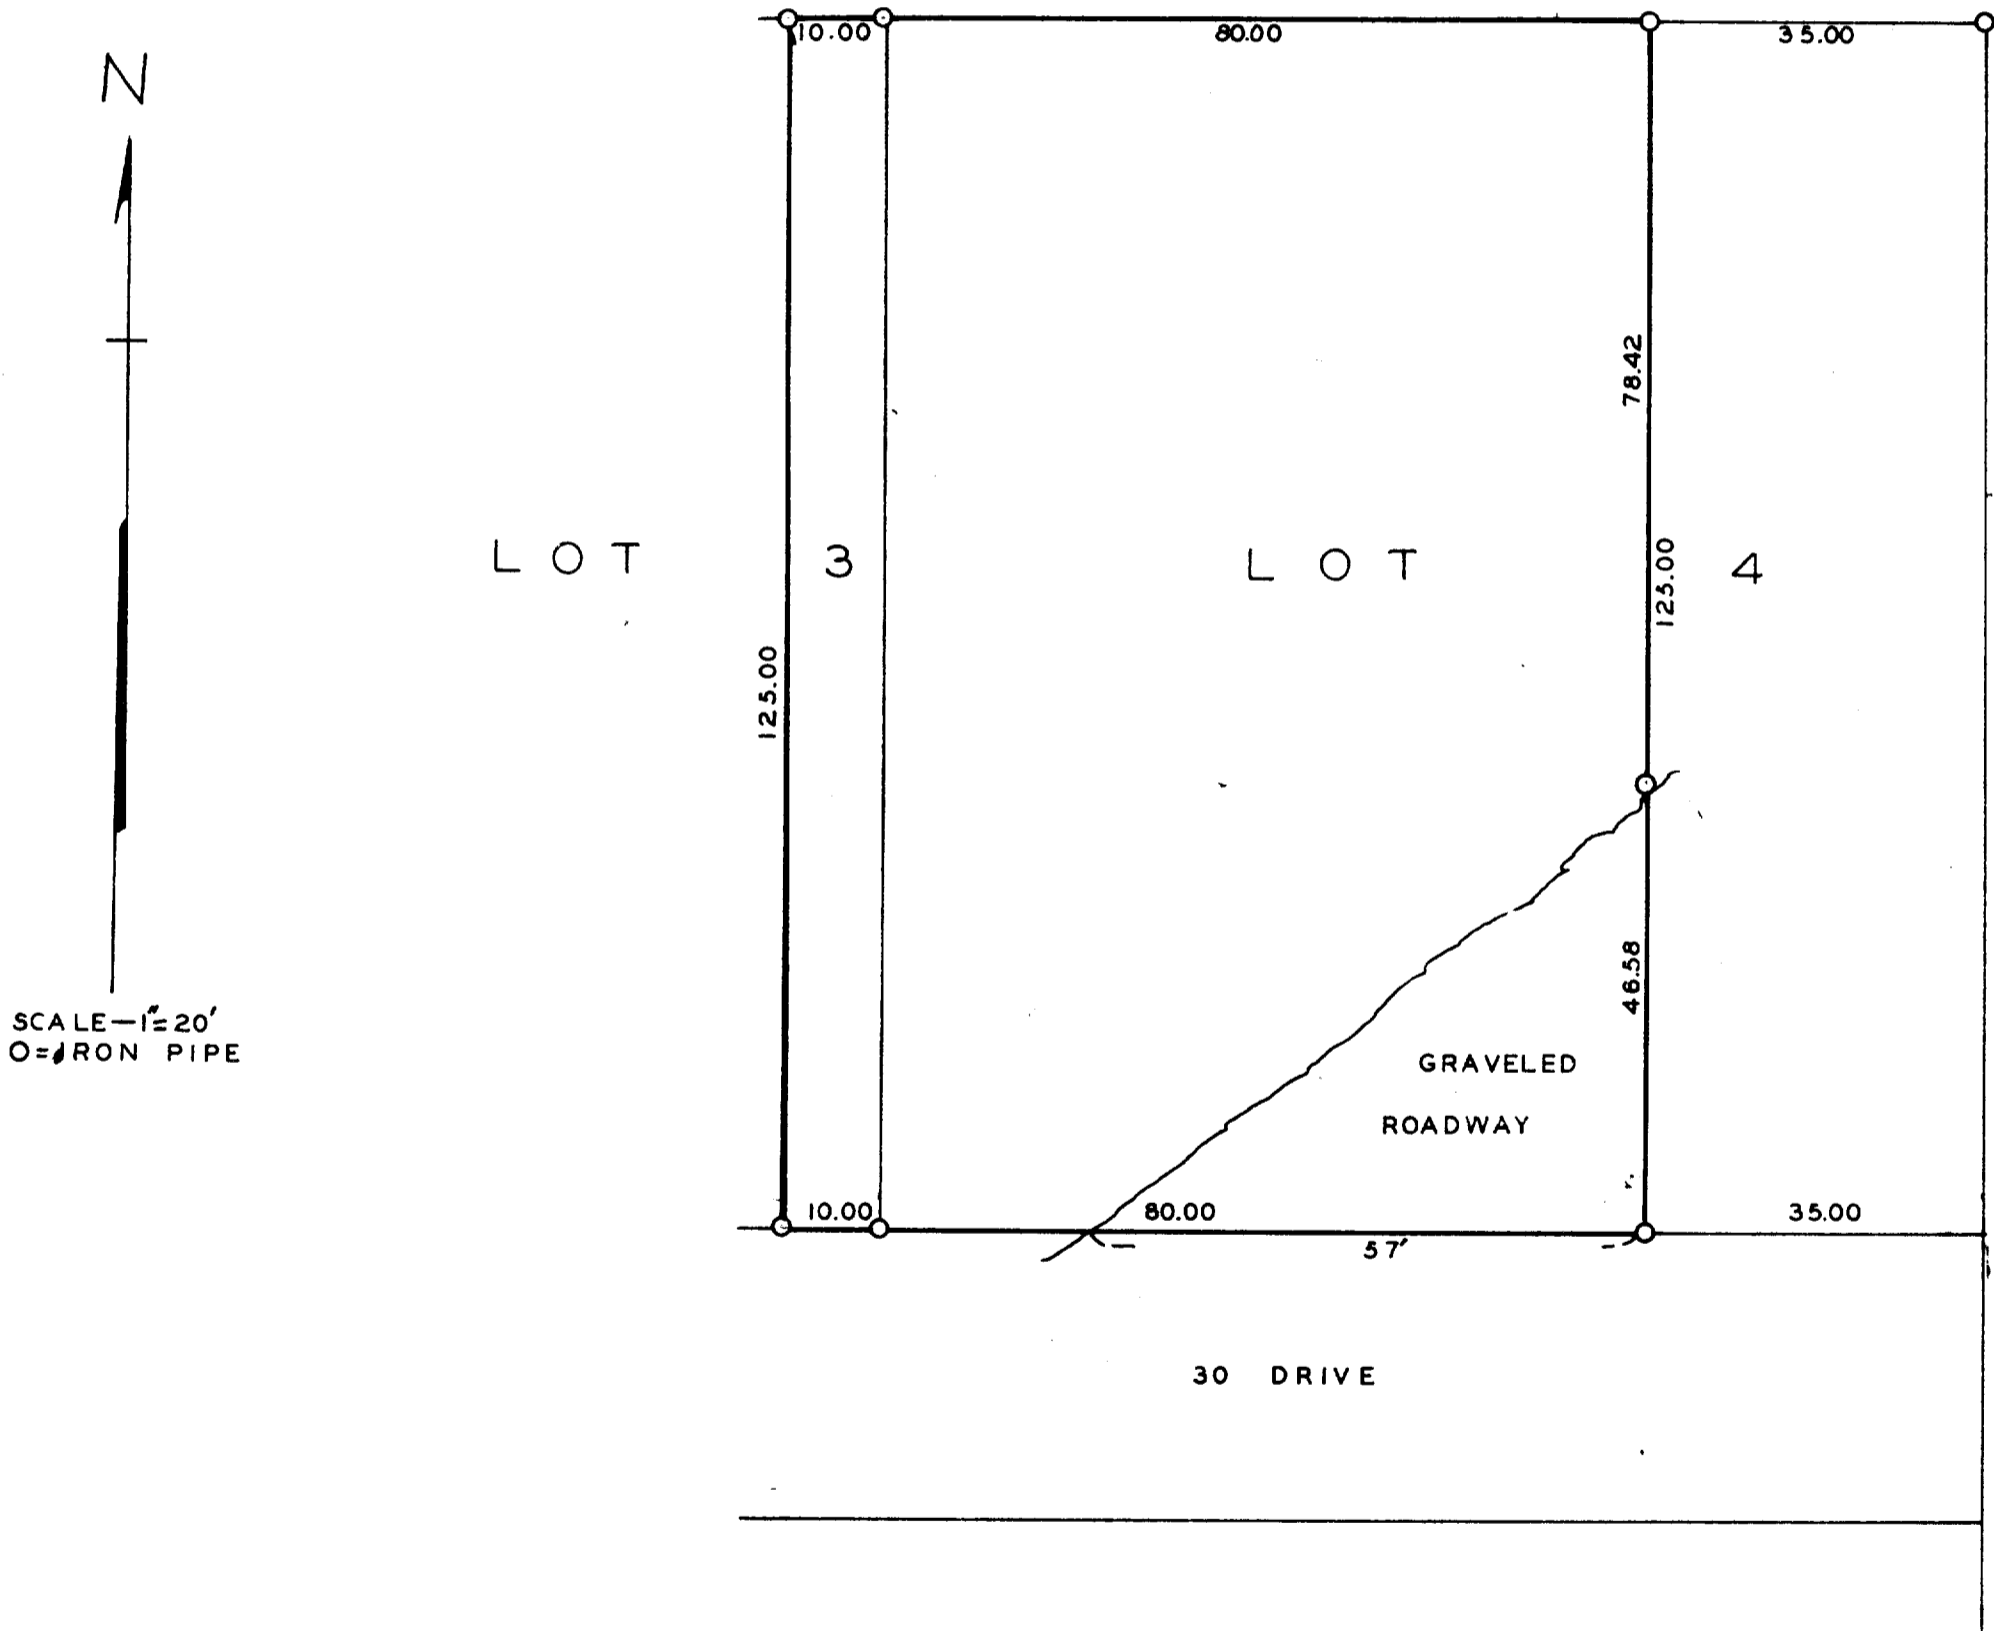 10.00
80.00
35.00
N
78.42
LOT 3
LOT 4
125.00
125.00
46.58
SCALE—1"=20'
O=IRON PIPE
GRAVELED
ROADWAY
10.00
80.00
35.00
57'
30 DRIVE